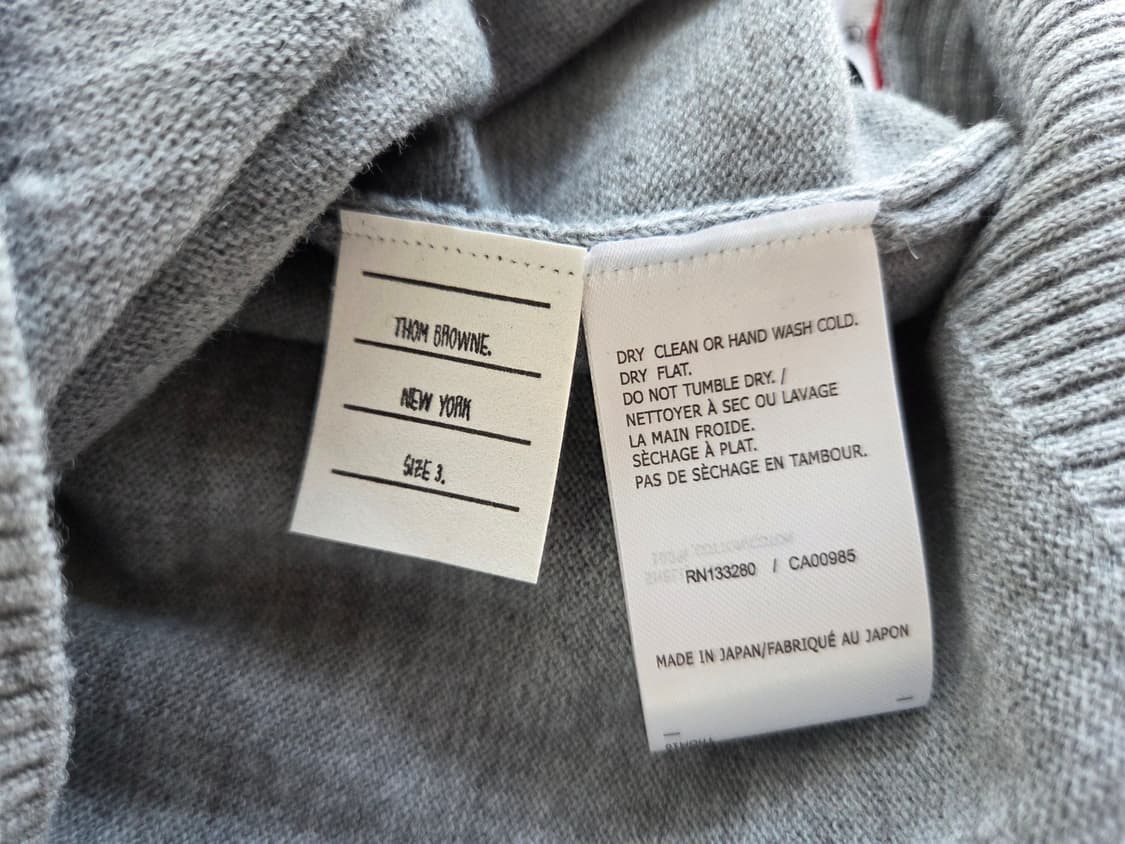 THOM BROWNE.
NEW YORK
SIZE 3.
DRY CLEAN OR HAND WASH COLD.
DRY FLAT.
DO NOT TUMBLE DRY. /
NETTOYER À SEC OU LAVAGE
LA MAIN FROIDE.
SÈCHAGE À PLAT.
PAS DE SÈCHAGE EN TAMBOUR.
RN133280 / CA00985
MADE IN JAPAN/FABRIQUÉ AU JAPON